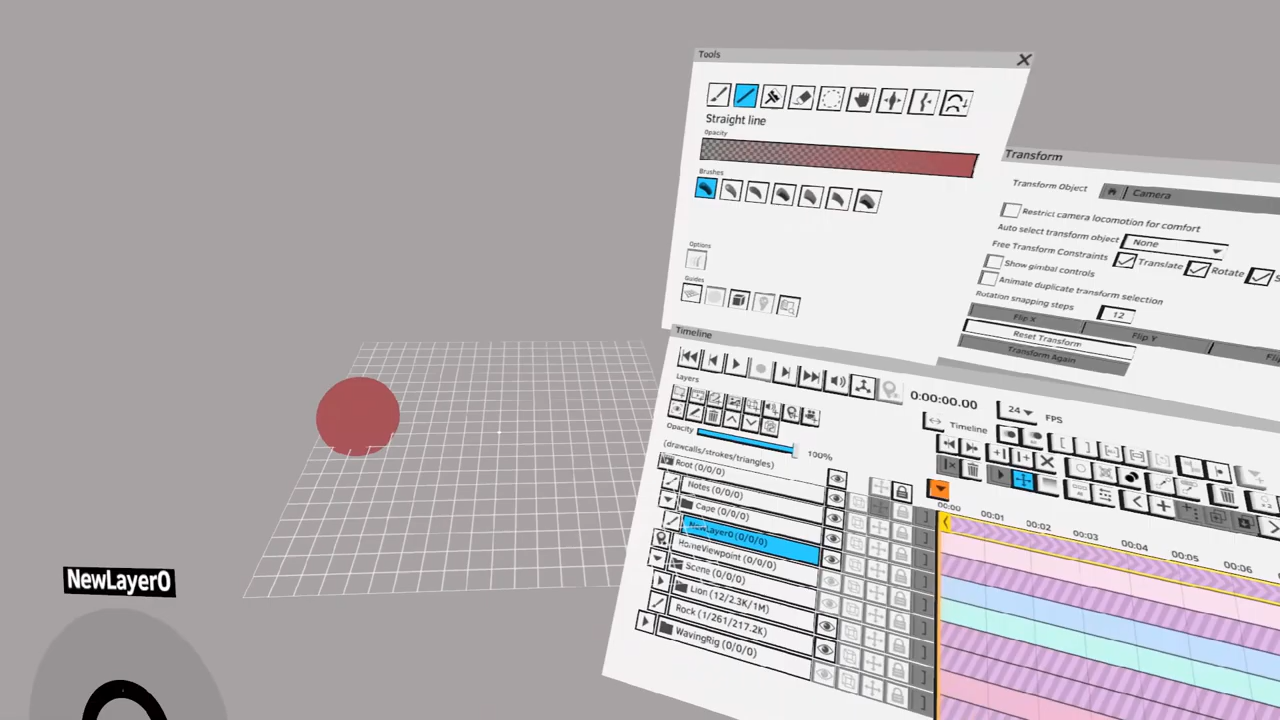 Tools
Straight line
Opacity
Brushes
Options
Guides
Transform
Transform Object
Camera
Restrict camera locomotion for comfort
Auto select transform object
None
Free Transform Constraints
Translate
Rotate
S
Show gimbal controls
Animate duplicate transform selection
Rotation snapping steps
12
Flip X
Flip Y
Flip
Reset Transform
Transform Again
Timeline
Layers
0:00:00.00
24
FPS
Timeline
Opacity
100%
(drawcalls/strokes/triangles)
Root (0/0/0)
Notes (0/0/0)
Cape (0/0/0)
NewLayer0 (0/0/0)
HomeViewpoint (0/0/0)
Scene (0/0/0)
Lion (12/2.3K/1M)
Rock (1/261/217.2K)
WavingRig (0/0/0)
00:00
00:01
00:02
00:03
00:04
00:05
00:06
NewLayer0